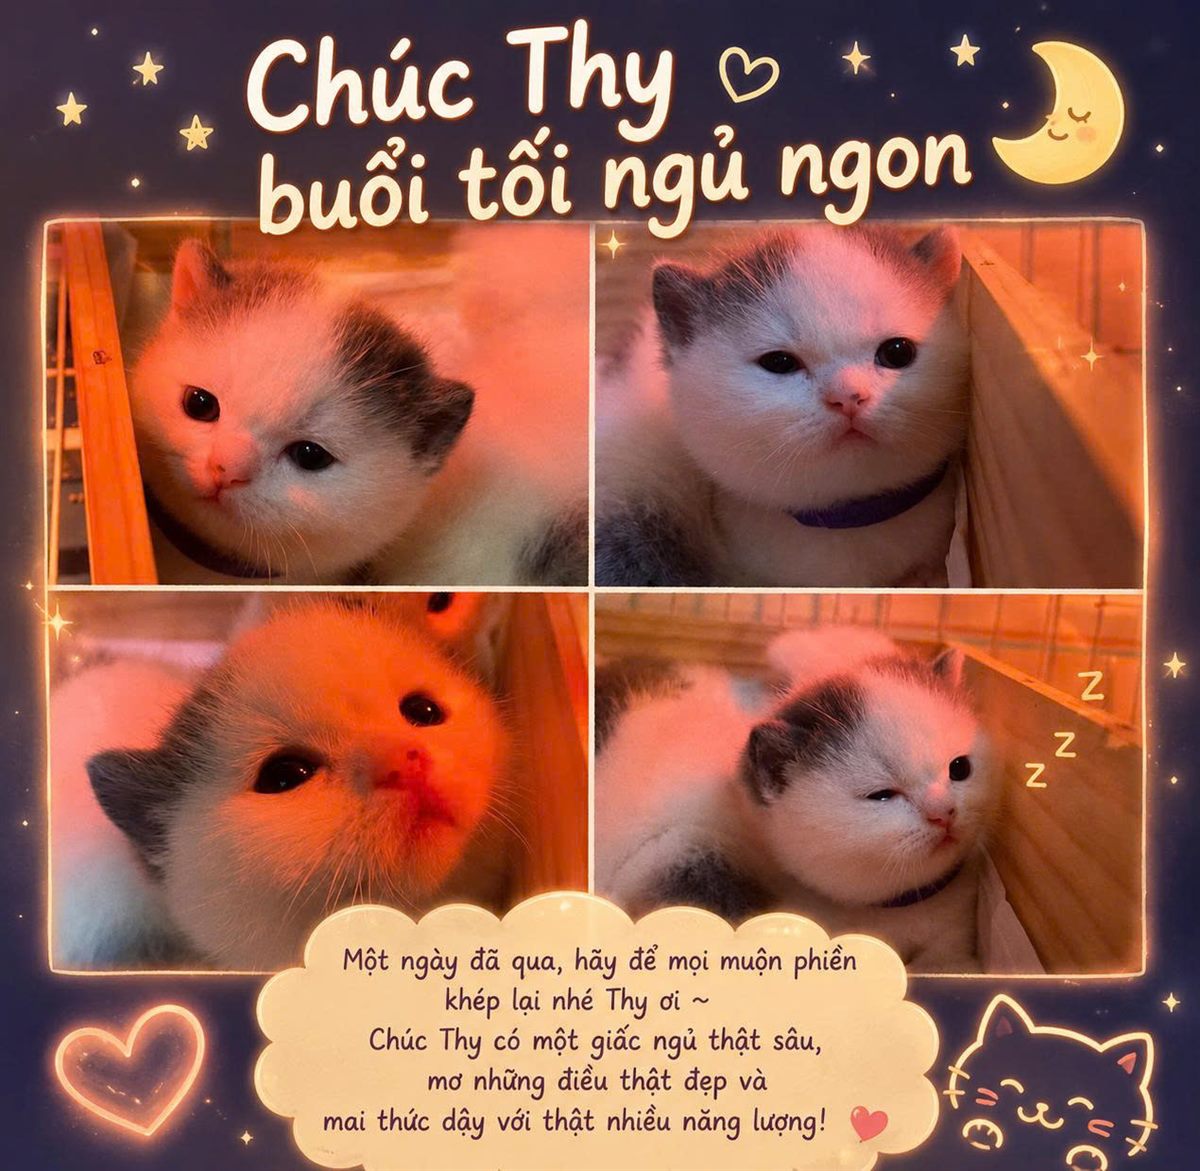 Chúc Thy
buổi tối ngủ ngon
Z
Z
Z
Một ngày đã qua, hãy để mọi muộn phiền
khép lại nhé Thy ơi ~
Chúc Thy có một giấc ngủ thật sâu,
mơ những điều thật đẹp và
mai thức dậy với thật nhiều năng lượng!